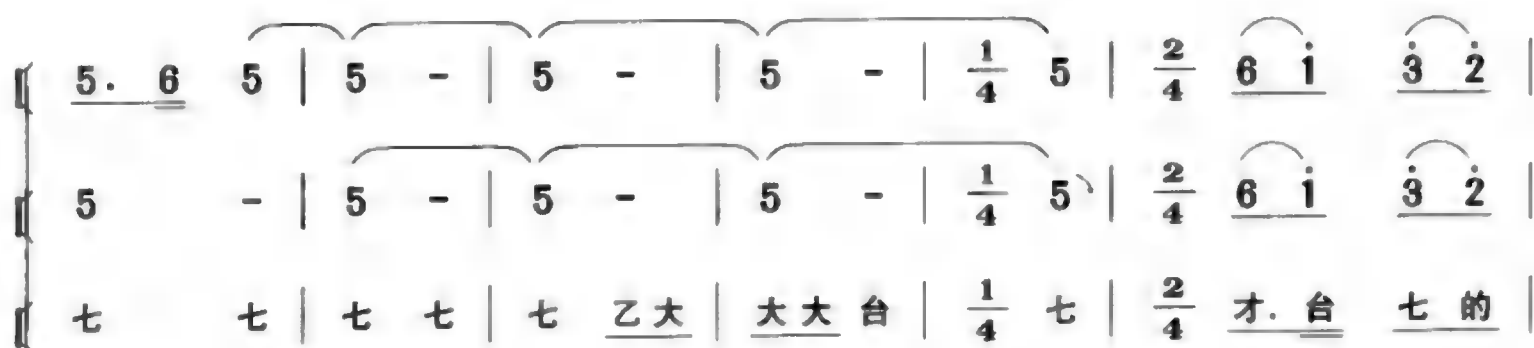 5. 6 5 | 5 - | 5 - | 5 - | 1/4 5 | 2/4 6 i̇ 3̇ 2̇ |
5 - | 5 - | 5 - | 5 - | 1/4 5 | 2/4 6 i̇ 3̇ 2̇ |
七 七 | 七 七 | 七 乙大 | 大大 台 | 1/4 七 | 2/4 才. 台 七 的 |